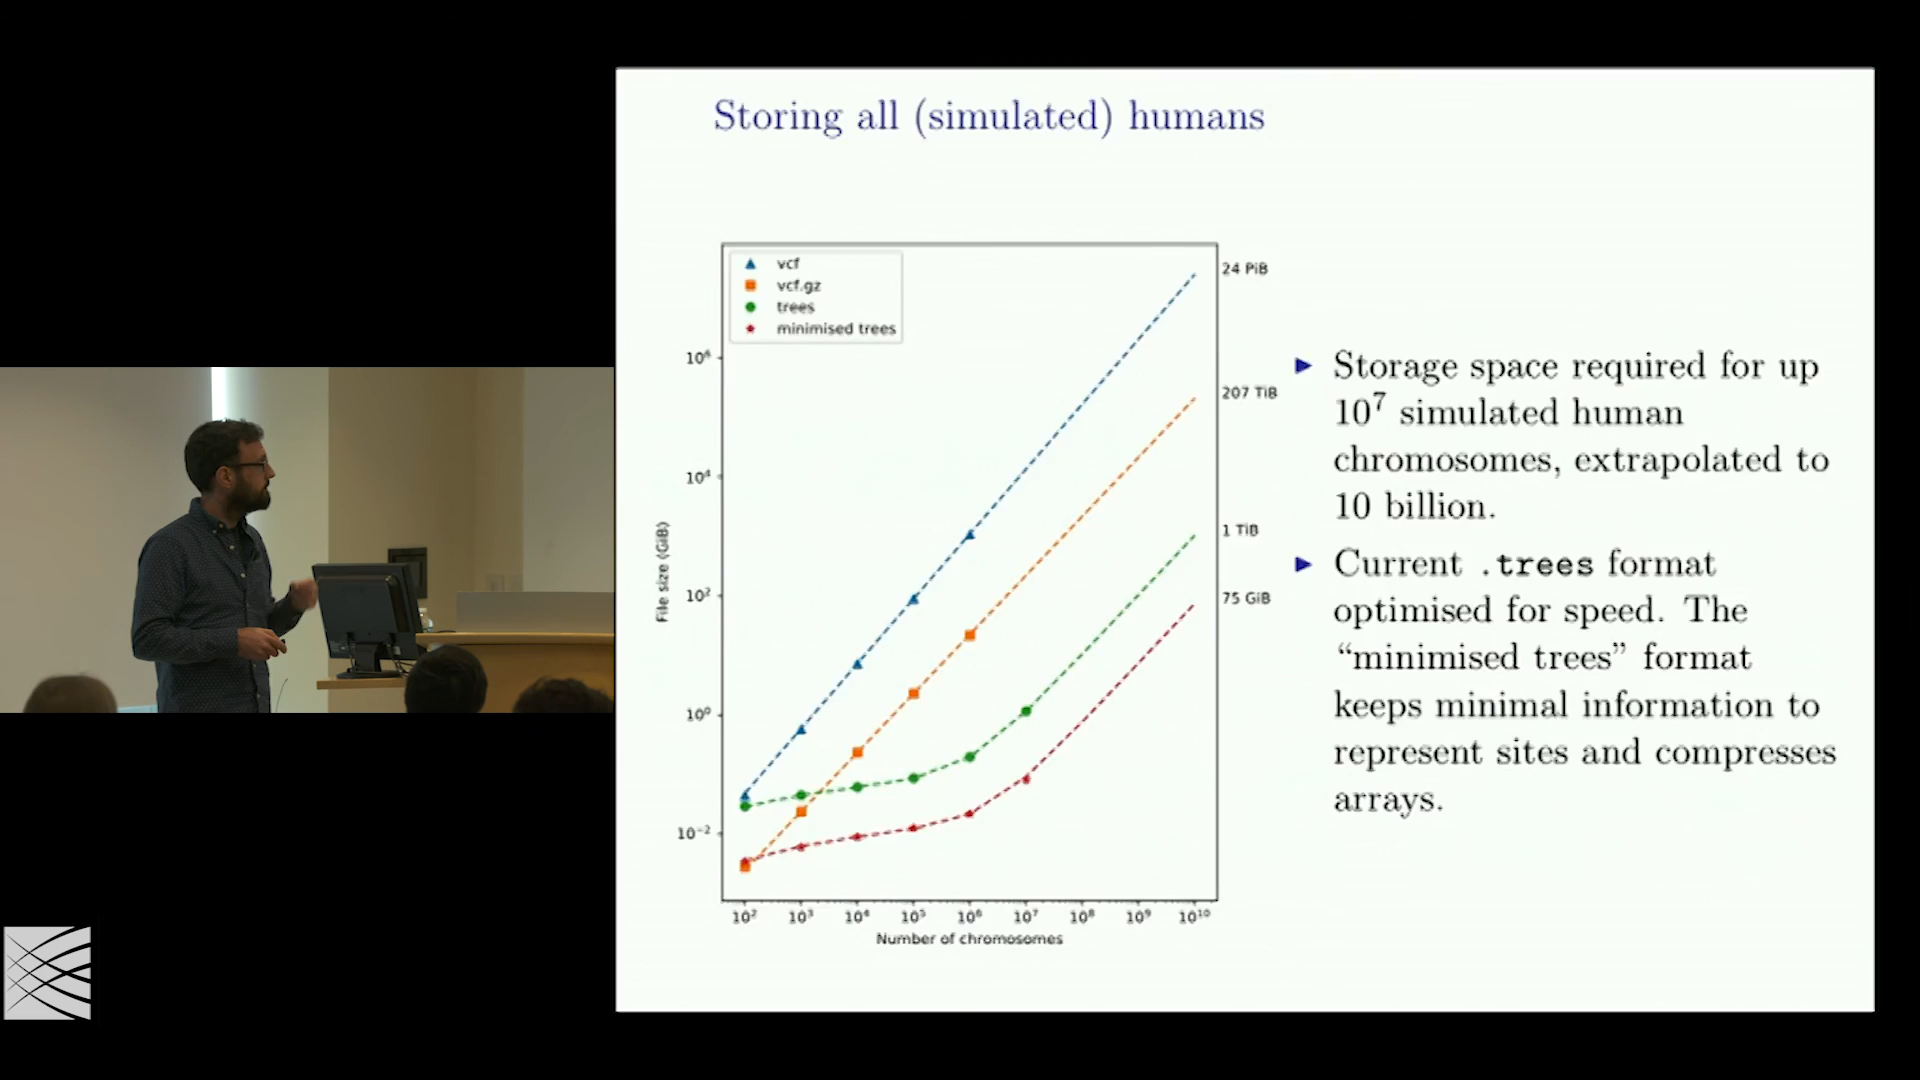 Storing all (simulated) humans
vcf
vcf.gz
trees
minimised trees
24 PiB
207 TiB
1 TiB
75 GiB
10⁶
10⁴
10²
10⁰
10⁻²
File size (GiB)
10² 10³ 10⁴ 10⁵ 10⁶ 10⁷ 10⁸ 10⁹ 10¹⁰
Number of chromosomes
Storage space required for up
10⁷ simulated human
chromosomes, extrapolated to
10 billion.
Current .trees format
optimised for speed. The
“minimised trees” format
keeps minimal information to
represent sites and compresses
arrays.